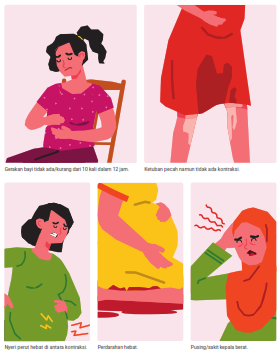 Gerakan bayi tidak ada/kurang dari 10 kali dalam 12 jam.
Ketuban pecah namun tidak ada kontraksi.
Nyeri perut hebat di antara kontraksi.
Perdarahan hebat.
Pusing/sakit kepala berat.